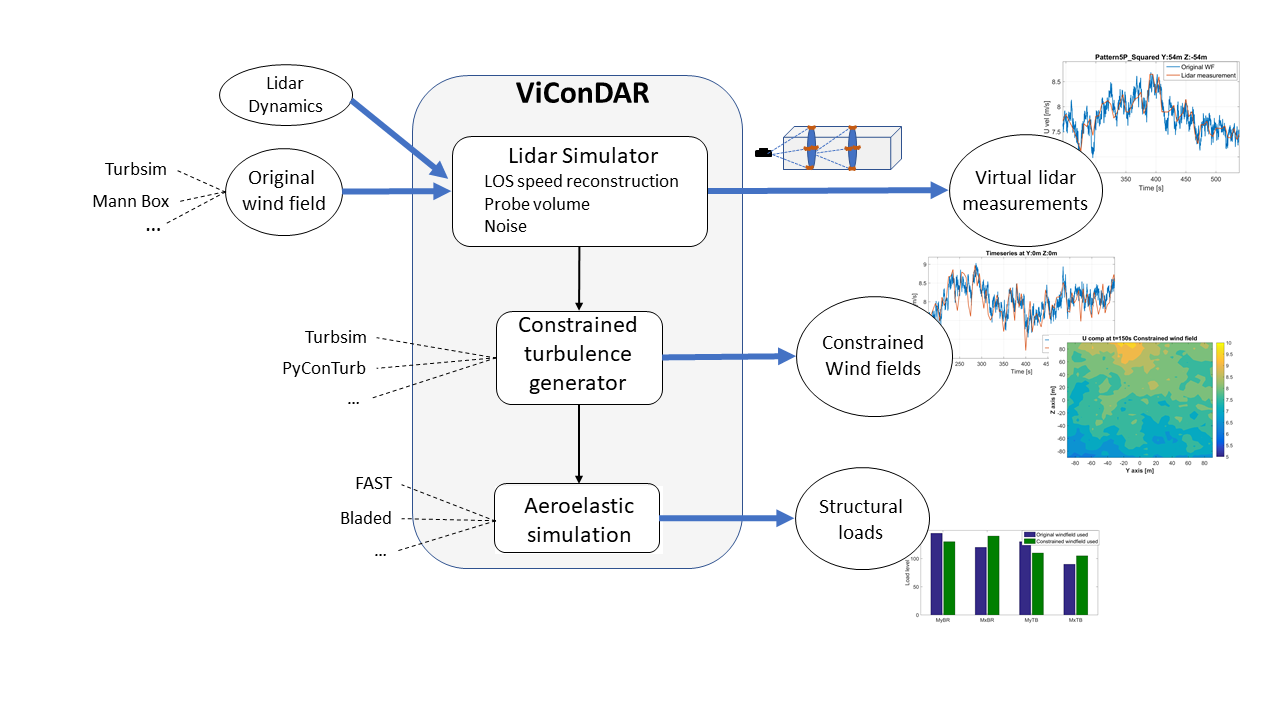 ViConDAR
Lidar
Dynamics
Turbsim
Mann Box
...
Original
wind field
Lidar Simulator
LOS speed reconstruction
Probe volume
Noise
Virtual lidar
measurements
Pattern5P_Squared Y:54m Z:-54m
Original WF
Lidar measurement
U vel [m/s]
8.5
8
7.5
350
400
450
500
Time [s]
Turbsim
PyConTurb
...
Constrained
turbulence
generator
Constrained
Wind fields
Timeseries at Y:0m Z:0m
9
8.5
8
250
300
350
400
Time [s]
U comp at t=150s Constrained wind field
Z axis [m]
80
60
40
20
0
-20
-40
-60
-80
-80
-60
-40
-20
0
20
40
60
80
Y axis [m]
10
9.5
9
8.5
8
7.5
7
6.5
6
5.5
5
FAST
Bladed
...
Aeroelastic
simulation
Structural
loads
Original windfield used
Constrained windfield used
Load level
100
50
0
MyBR
MxBR
MyTB
MxTB